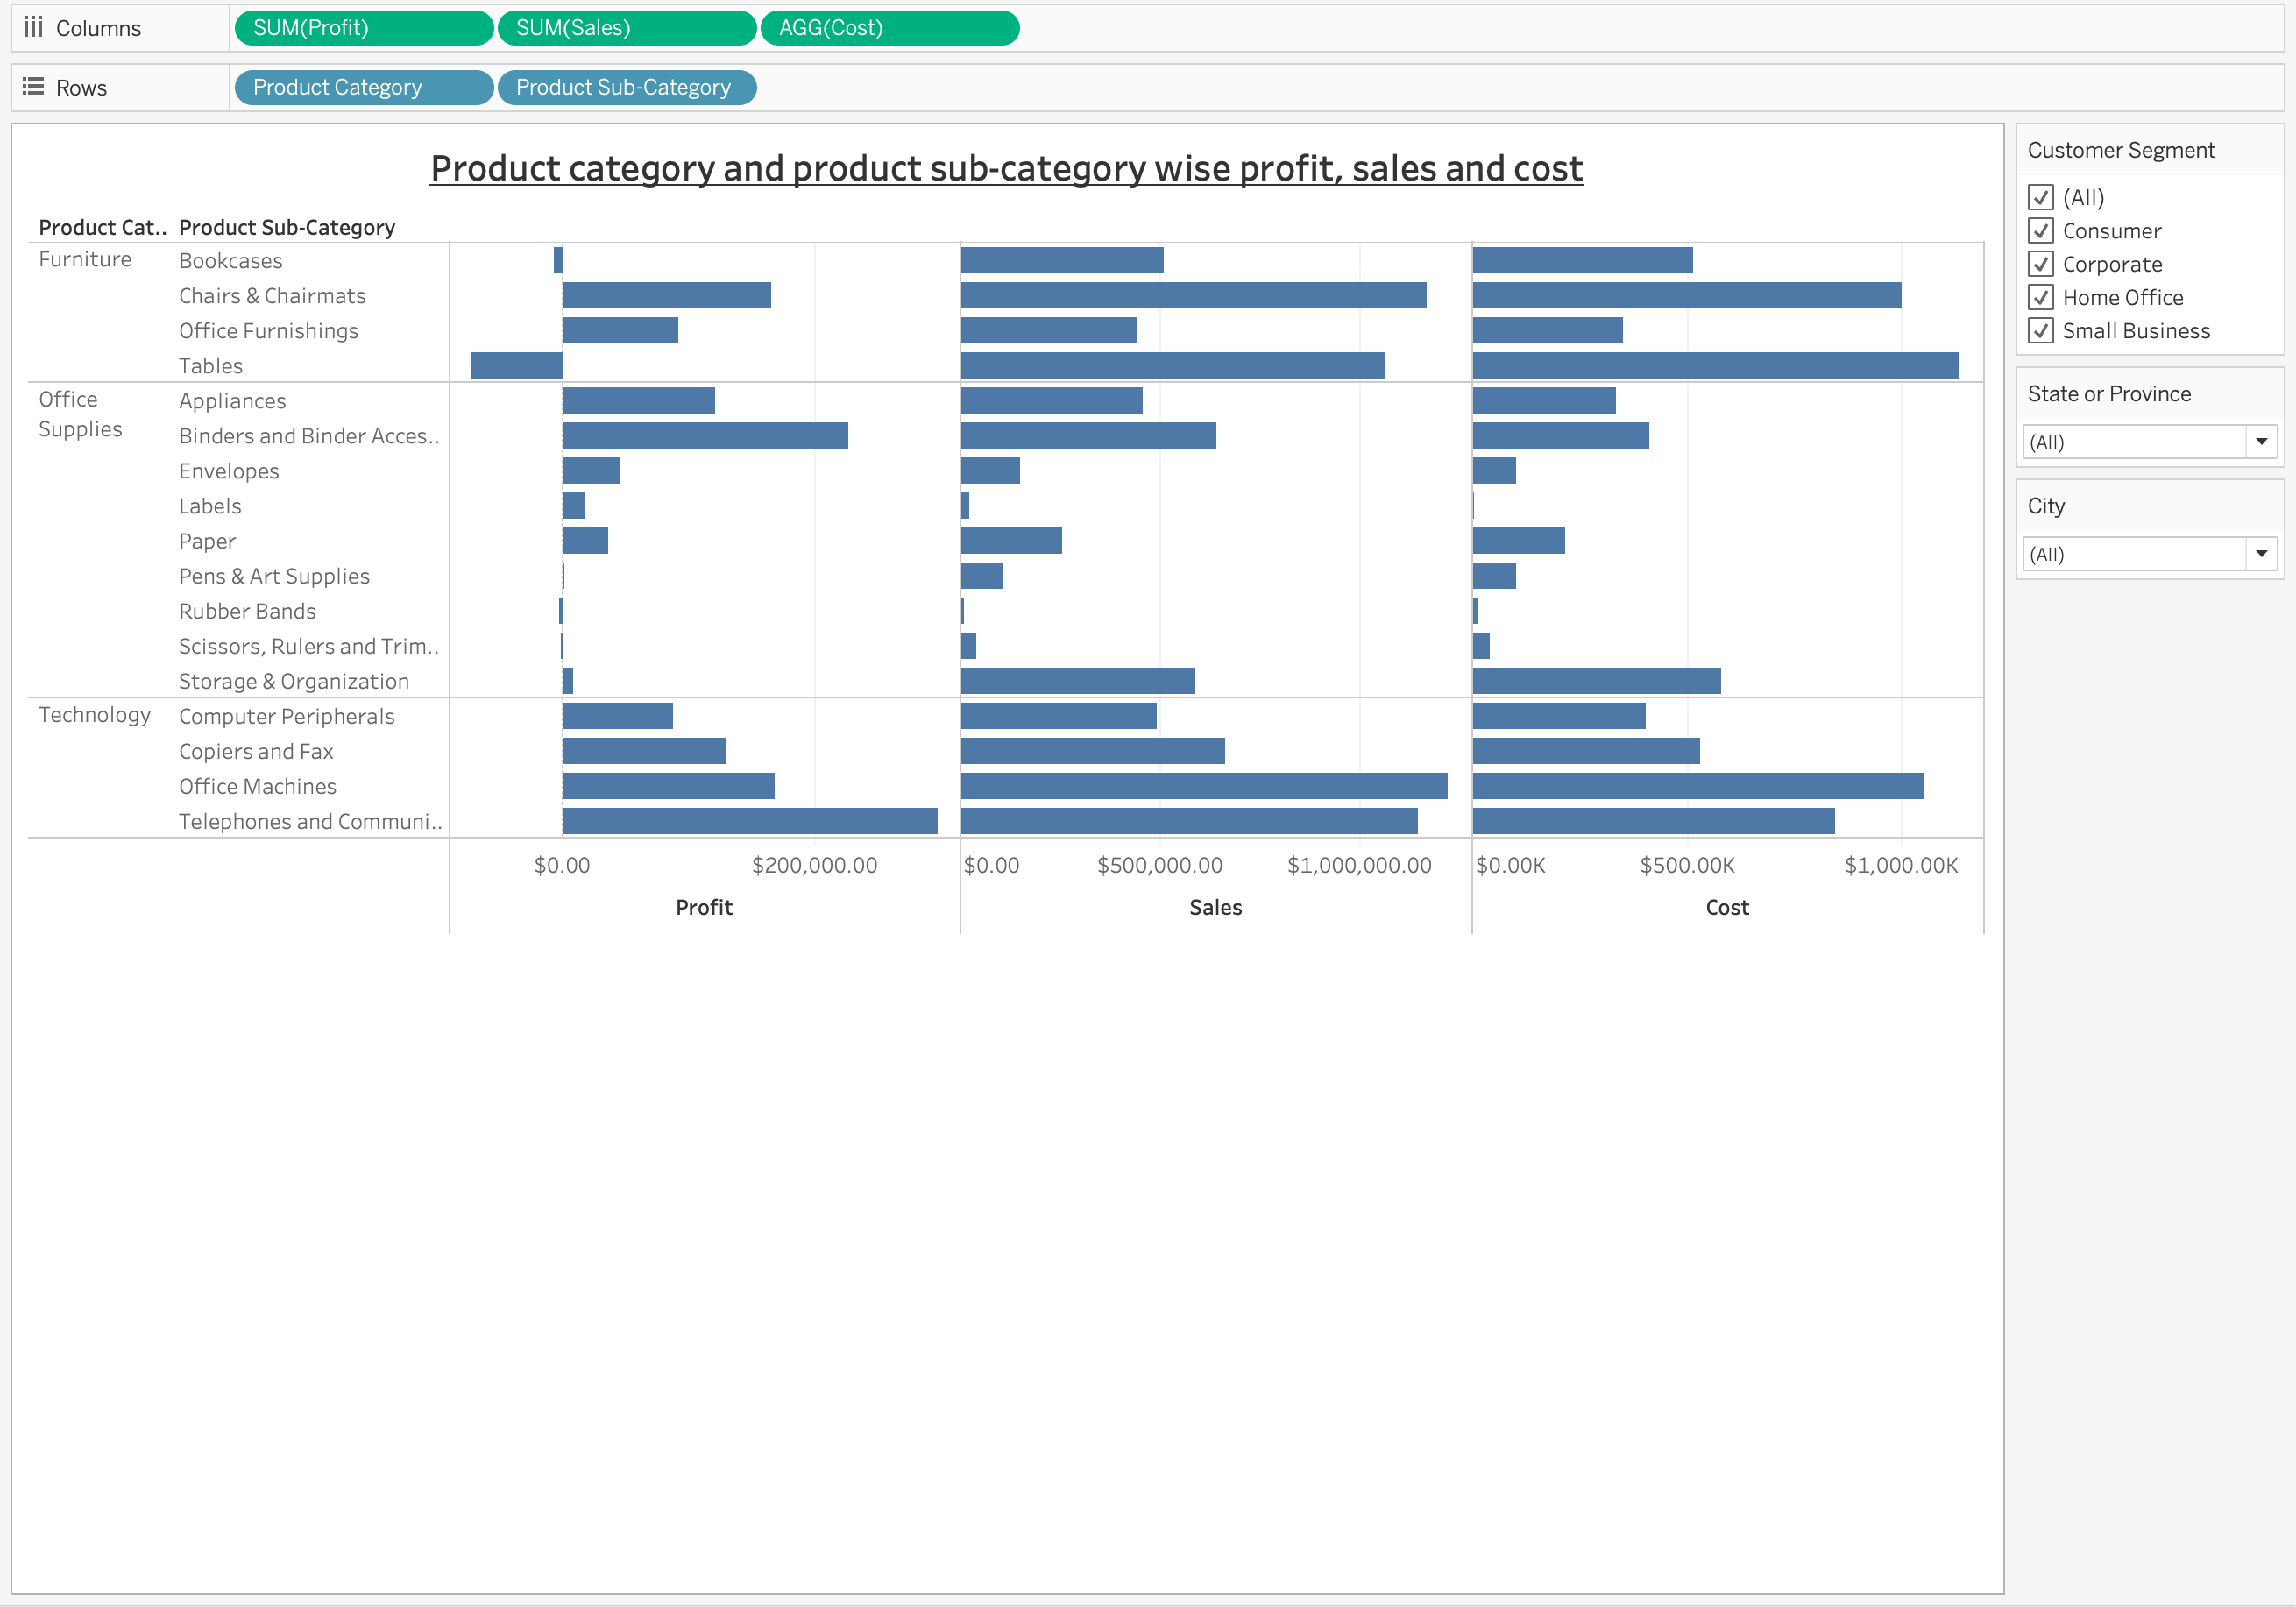 Columns SUM(Profit) SUM(Sales) AGG(Cost)
Rows Product Category Product Sub-Category
Product category and product sub-category wise profit, sales and cost
Product Cat.. Product Sub-Category
Furniture Bookcases
Chairs & Chairmats
Office Furnishings
Tables
Office Supplies Appliances
Binders and Binder Acces..
Envelopes
Labels
Paper
Pens & Art Supplies
Rubber Bands
Scissors, Rulers and Trim..
Storage & Organization
Technology Computer Peripherals
Copiers and Fax
Office Machines
Telephones and Communi..
$0.00 $200,000.00 $0.00 $500,000.00 $1,000,000.00 $0.00K $500.00K $1,000.00K
Profit Sales Cost
Customer Segment
(All)
Consumer
Corporate
Home Office
Small Business
State or Province
(All)
City
(All)